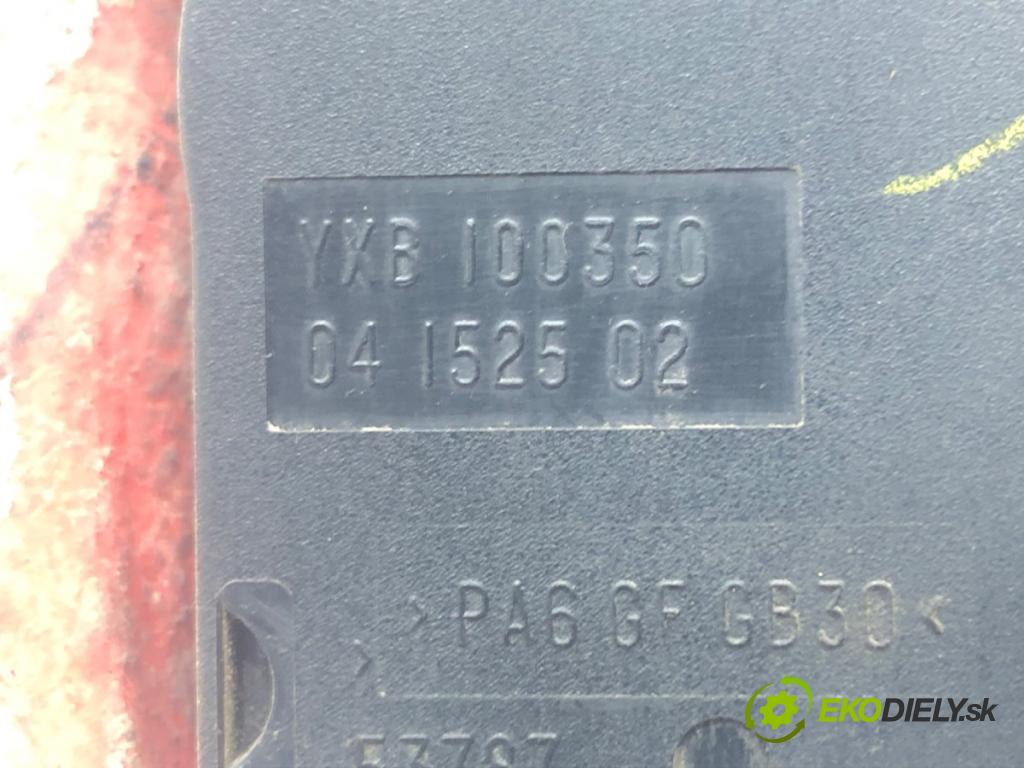 YXB 100350
04 1525 02
>PA6 GF GB30<
EKODIELY.sk